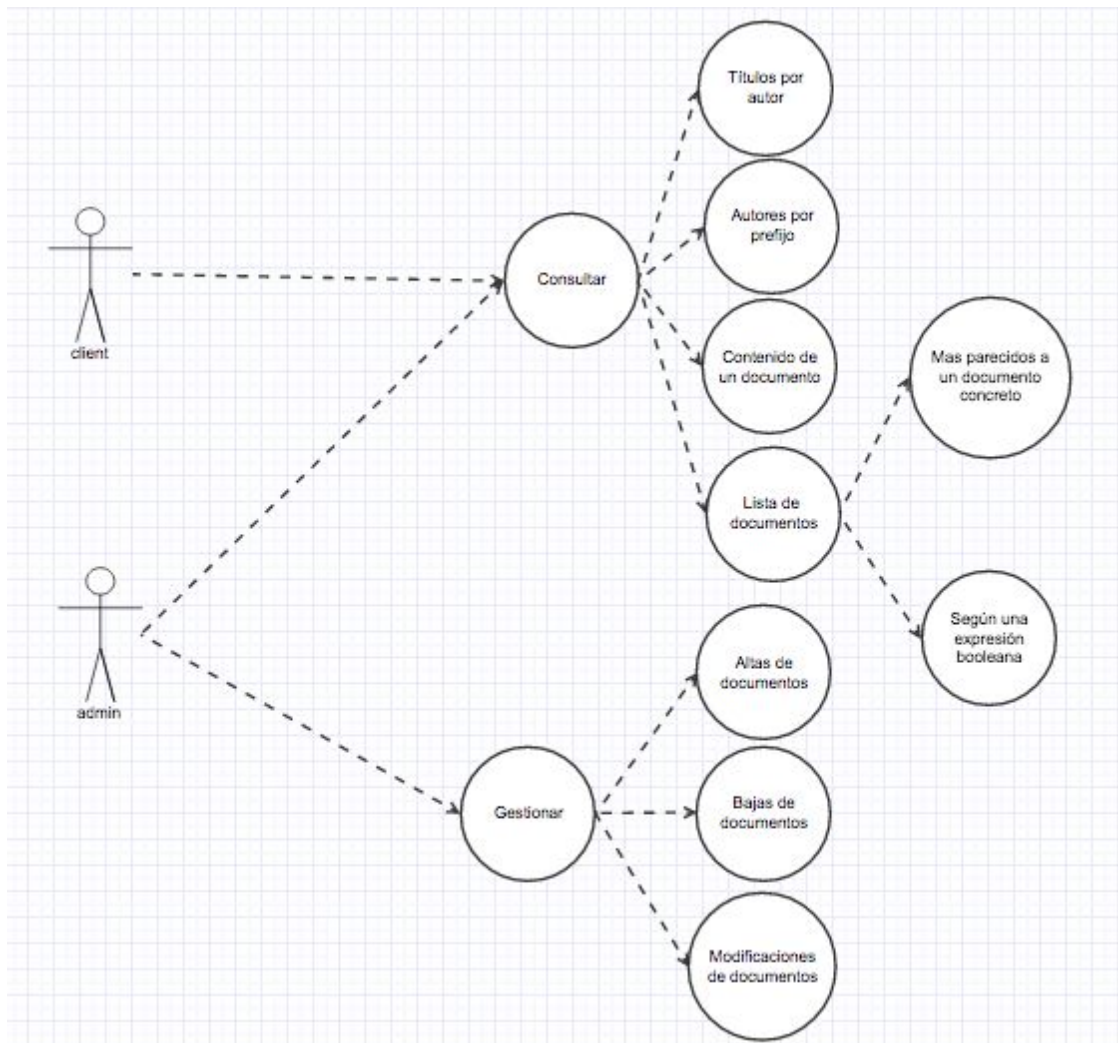 Títulos por
autor
Autores por
prefijo
Consultar
client
Contenido de
un documento
Mas parecidos a
un documento
concreto
Lista de
documentos
Según una
expresión
booleana
admin
Altas de
documentos
Gestionar
Bajas de
documentos
Modificaciones
de documentos